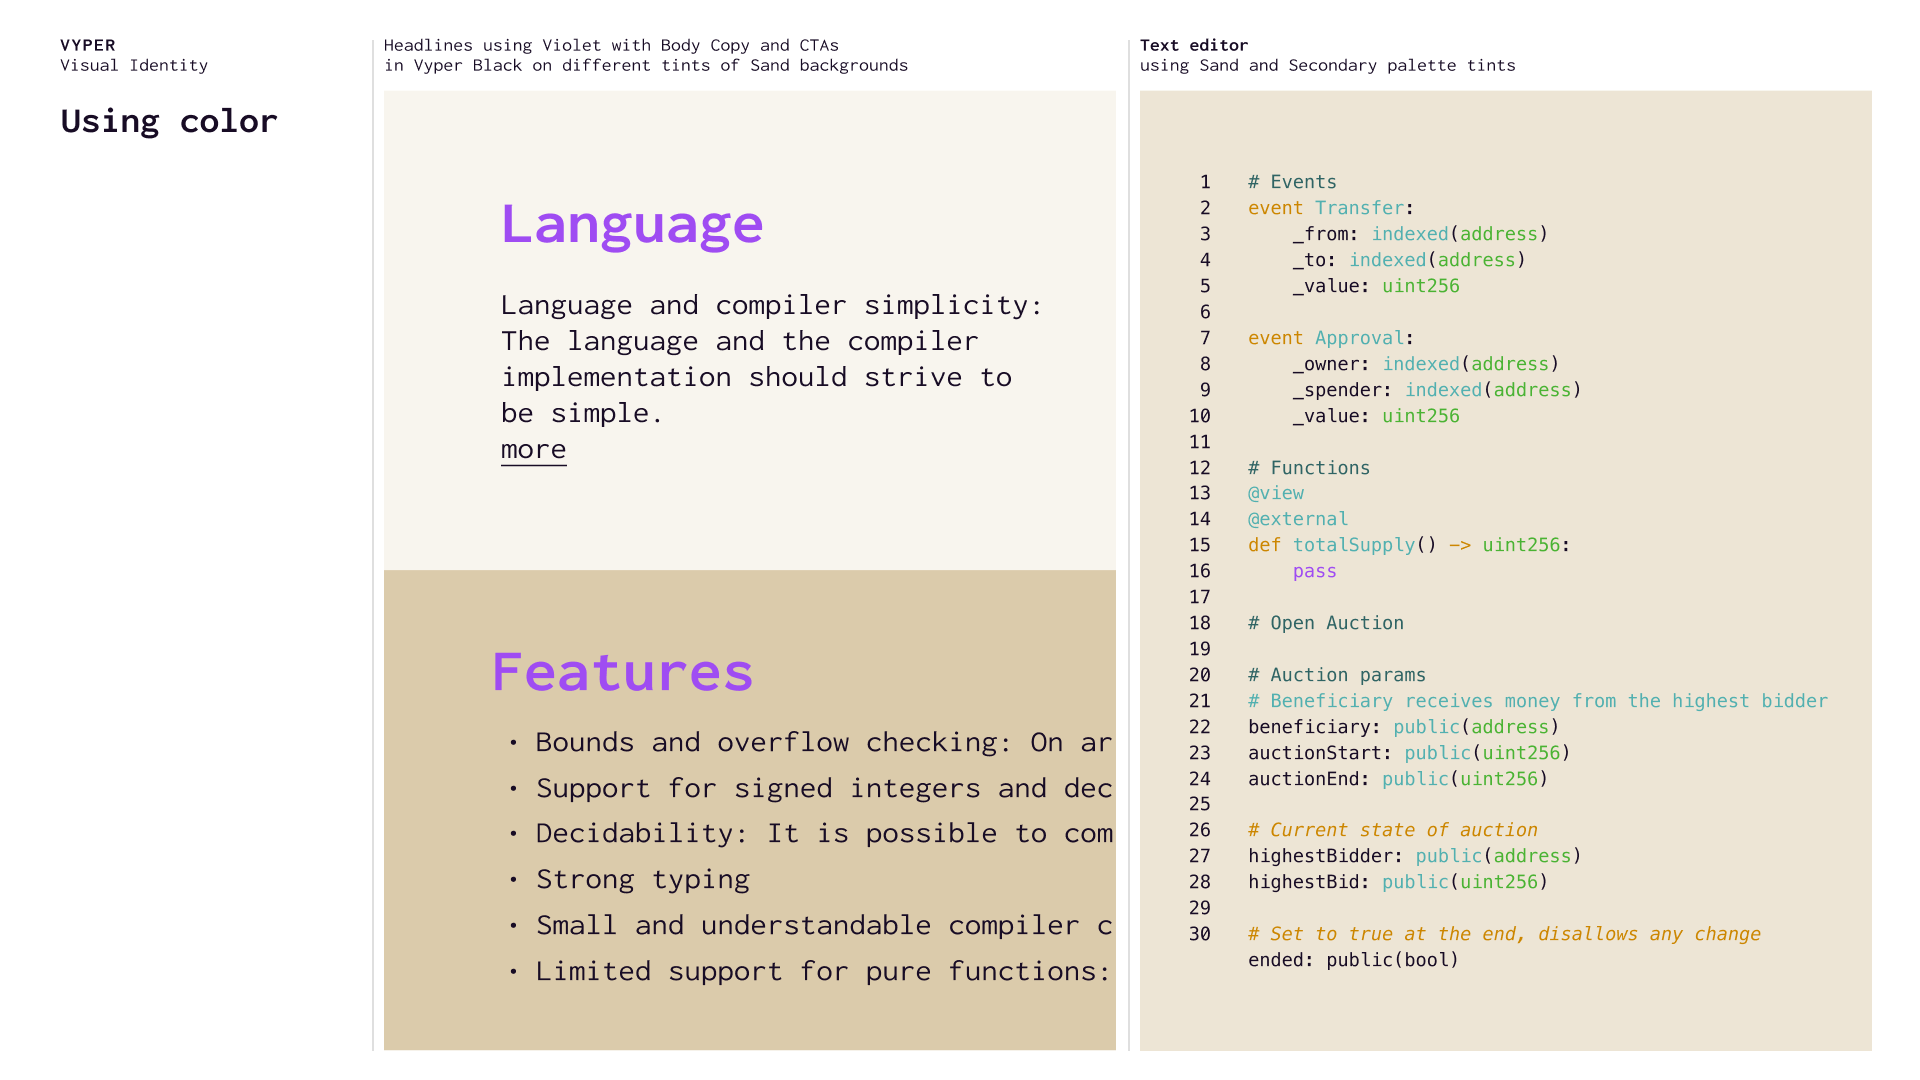 VYPER
Visual Identity
Using color
Headlines using Violet with Body Copy and CTAs
in Vyper Black on different tints of Sand backgrounds
Language
Language and compiler simplicity:
The language and the compiler
implementation should strive to
be simple.
more
Features
· Bounds and overflow checking: On ar
· Support for signed integers and dec
· Decidability: It is possible to com
· Strong typing
· Small and understandable compiler c
· Limited support for pure functions:
Text editor
using Sand and Secondary palette tints
1 # Events
2 event Transfer:
3 _from: indexed(address)
4 _to: indexed(address)
5 _value: uint256
6
7 event Approval:
8 _owner: indexed(address)
9 _spender: indexed(address)
10 _value: uint256
11
12 # Functions
13 @view
14 @external
15 def totalSupply() -> uint256:
16 pass
17
18 # Open Auction
19
20 # Auction params
21 # Beneficiary receives money from the highest bidder
22 beneficiary: public(address)
23 auctionStart: public(uint256)
24 auctionEnd: public(uint256)
25
26 # Current state of auction
27 highestBidder: public(address)
28 highestBid: public(uint256)
29
30 # Set to true at the end, disallows any change
ended: public(bool)